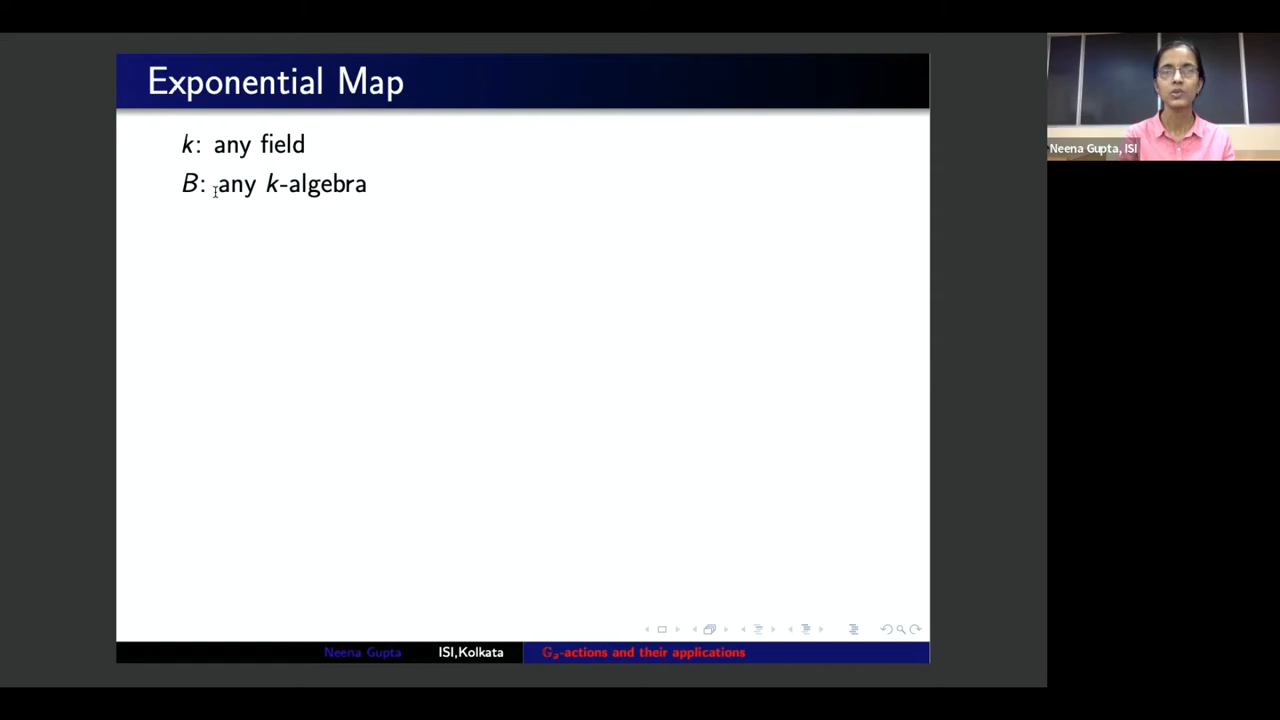 Exponential Map
k: any field
B: any k-algebra
Neena Gupta, ISI
Neena Gupta ISI,Kolkata 𝔾ₐ-actions and their applications